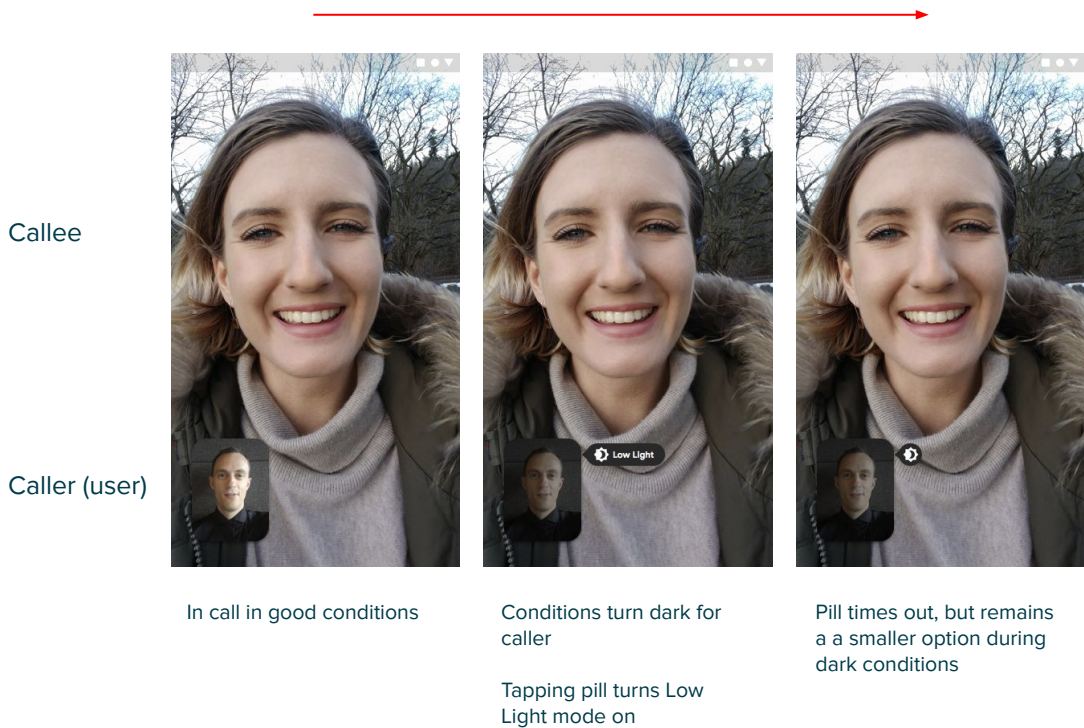 Callee
Caller (user)
Low Light
In call in good conditions
Conditions turn dark for
caller
Tapping pill turns Low
Light mode on
Pill times out, but remains
a a smaller option during
dark conditions